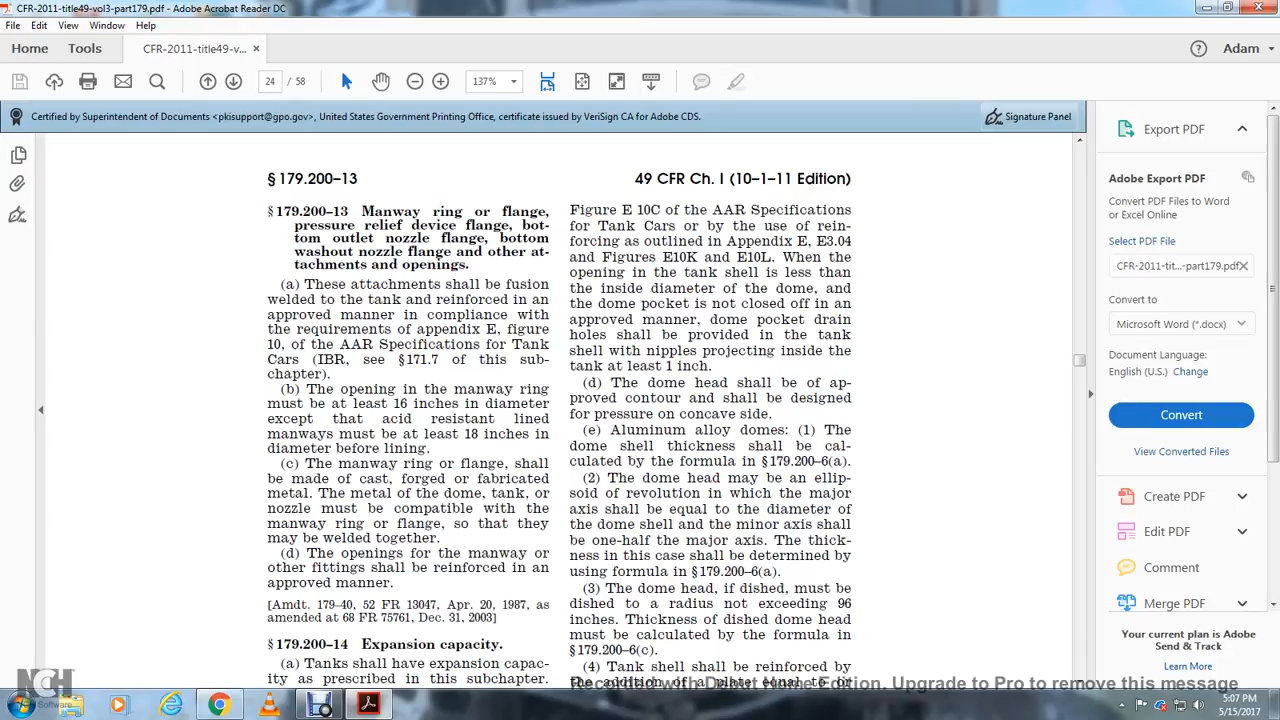 CFR-2011-title49-vol3-part179.pdf - Adobe Acrobat Reader DC
File Edit View Window Help
Home Tools CFR-2011-title49-v... × Adam
24 / 58 137%
Certified by Superintendent of Documents <pkisupport@gpo.gov>, United States Government Printing Office, certificate issued by VeriSign CA for Adobe CDS. Signature Panel
§ 179.200–13
49 CFR Ch. I (10–1–11 Edition)
§ 179.200–13 Manway ring or flange,
pressure relief device flange, bot-
tom outlet nozzle flange, bottom
washout nozzle flange and other at-
tachments and openings.
(a) These attachments shall be fusion
welded to the tank and reinforced in an
approved manner in compliance with
the requirements of appendix E, figure
10, of the AAR Specifications for Tank
Cars (IBR, see §171.7 of this sub-
chapter).
(b) The opening in the manway ring
must be at least 16 inches in diameter
except that acid resistant lined
manways must be at least 18 inches in
diameter before lining.
(c) The manway ring or flange, shall
be made of cast, forged or fabricated
metal. The metal of the dome, tank, or
nozzle must be compatible with the
manway ring or flange, so that they
may be welded together.
(d) The openings for the manway or
other fittings shall be reinforced in an
approved manner.
[Amdt. 179–40, 52 FR 13047, Apr. 20, 1987, as
amended at 68 FR 75761, Dec. 31, 2003]
§ 179.200–14 Expansion capacity.
(a) Tanks shall have expansion capac-
ity as prescribed in this subchapter.
Figure E 10C of the AAR Specifications
for Tank Cars or by the use of rein-
forcing as outlined in Appendix E, E3.04
and Figures E10K and E10L. When the
opening in the tank shell is less than
the inside diameter of the dome, and
the dome pocket is not closed off in an
approved manner, dome pocket drain
holes shall be provided in the tank
shell with nipples projecting inside the
tank at least 1 inch.
(d) The dome head shall be of ap-
proved contour and shall be designed
for pressure on concave side.
(e) Aluminum alloy domes: (1) The
dome shell thickness shall be cal-
culated by the formula in §179.200–6(a).
(2) The dome head may be an ellip-
soid of revolution in which the major
axis shall be equal to the diameter of
the dome shell and the minor axis shall
be one-half the major axis. The thick-
ness in this case shall be determined by
using formula in §179.200–6(a).
(3) The dome head, if dished, must be
dished to a radius not exceeding 96
inches. Thickness of dished dome head
must be calculated by the formula in
§179.200–6(c).
(4) Tank shell shall be reinforced by
the addition of a plate equal to or
Export PDF
Adobe Export PDF
Convert PDF Files to Word
or Excel Online
Select PDF File
CFR-2011-tit...-part179.pdf ×
Convert to
Microsoft Word (*.docx)
Document Language:
English (U.S.) Change
Convert
View Converted Files
Create PDF
Edit PDF
Comment
Merge PDF
Your current plan is Adobe
Send & Track
Learn More
Recorded with Debut Home Edition. Upgrade to Pro to remove this message
NCH
Software
5:07 PM
5/15/2017